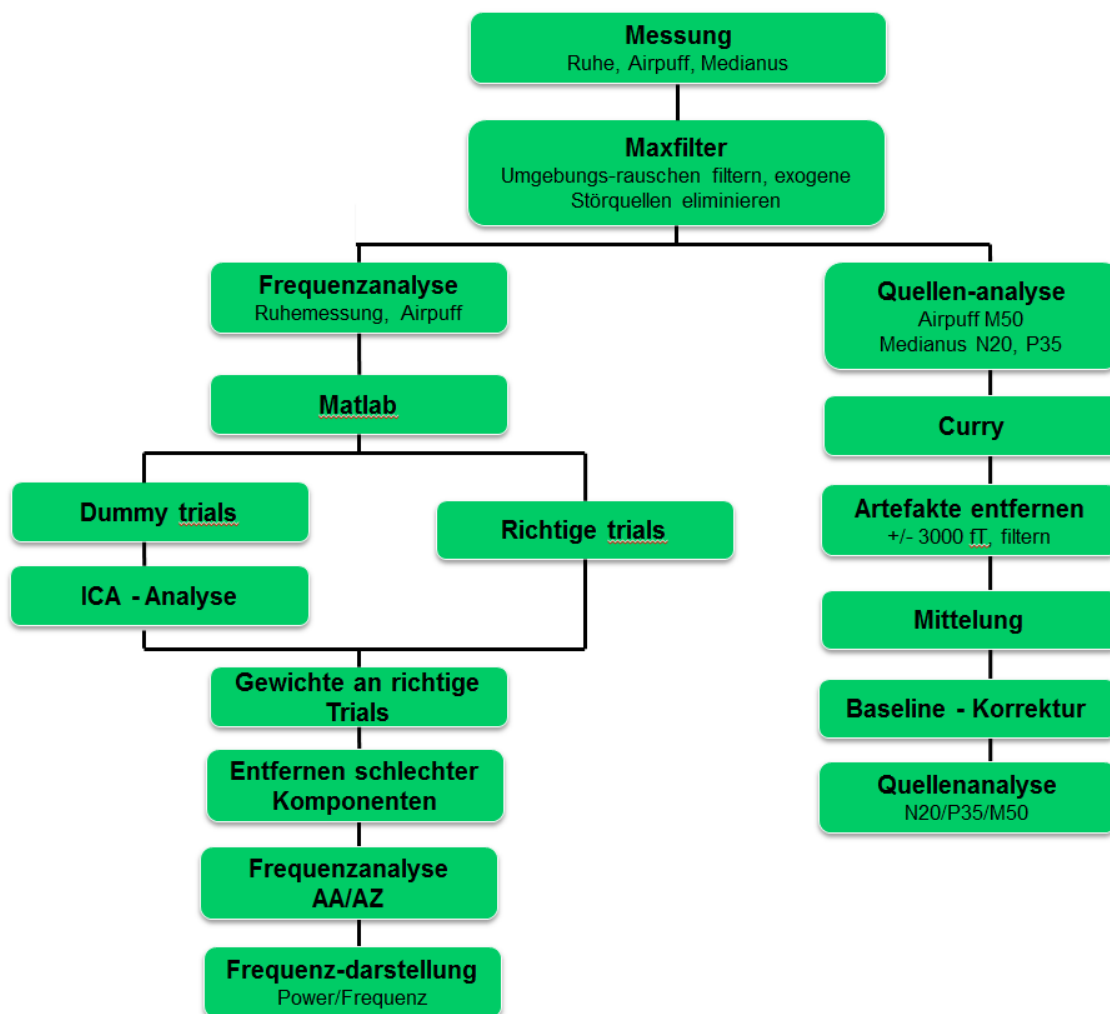 Messung
Ruhe, Airpuff, Medianus
Maxfilter
Umgebungs-rauschen filtern, exogene
Störquellen eliminieren
Frequenzanalyse
Ruhemessung, Airpuff
Matlab
Dummy trials
ICA - Analyse
Richtige trials
Gewichte an richtige
Trials
Entfernen schlechter
Komponenten
Frequenzanalyse
AA/AZ
Frequenz-darstellung
Power/Frequenz
Quellen-analyse
Airpuff M50
Medianus N20, P35
Curry
Artefakte entfernen
+/- 3000 fT, filtern
Mittelung
Baseline - Korrektur
Quellenanalyse
N20/P35/M50